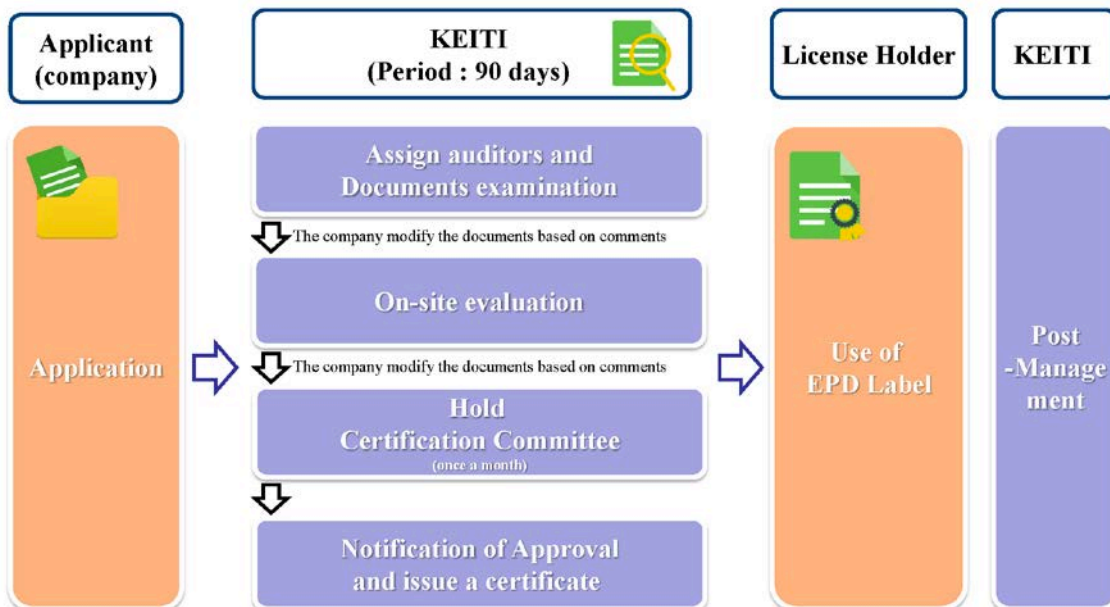 Applicant
(company)
KEITI
(Period : 90 days)
License Holder
KEITI
Application
Assign auditors and
Documents examination
The company modify the documents based on comments
On-site evaluation
The company modify the documents based on comments
Hold
Certification Committee
(once a month)
Notification of Approval
and issue a certificate
Use of
EPD Label
Post
-Manage
ment